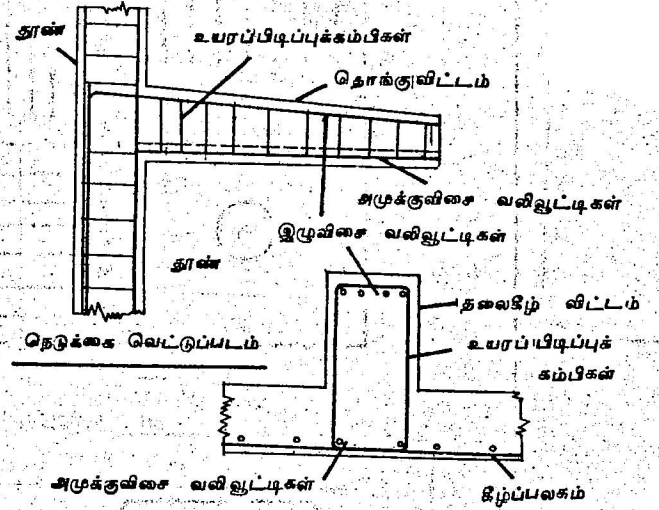 தூண்
உயரப்பிடிப்புக்கம்பிகள்
தொங்குவிட்டம்
அமுக்குவிசை வலிவூட்டிகள்
இழுவிசை வலிவூட்டிகள்
தூண்
நெடுக்கை வெட்டுப்படம்
தலைகீழ் விட்டம்
உயரப்பிடிப்புக்
கம்பிகள்
அமுக்குவிசை வலிவூட்டிகள்
கீழ்ப்பலகம்